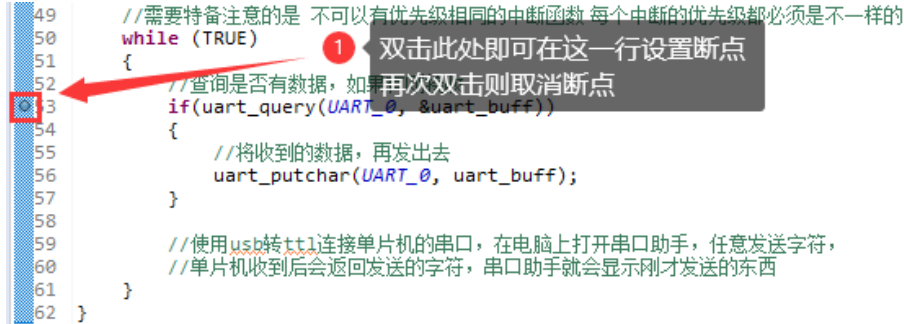 49 //需要特备注意的是 不可以有优先级相同的中断函数 每个中断的优先级都必须是不一样的
50 while (TRUE)
51 {
1 双击此处即可在这一行设置断点
再次双击则取消断点
52 //查询是否有数据，如果
53 if(uart_query(UART_0, &uart_buff))
54 {
55 //将收到的数据，再发出去
56 uart_putchar(UART_0, uart_buff);
57 }
58
59 //使用usb转ttl连接单片机的串口，在电脑上打开串口助手，任意发送字符，
60 //单片机收到后会返回发送的字符，串口助手就会显示刚才发送的东西
61 }
62 }